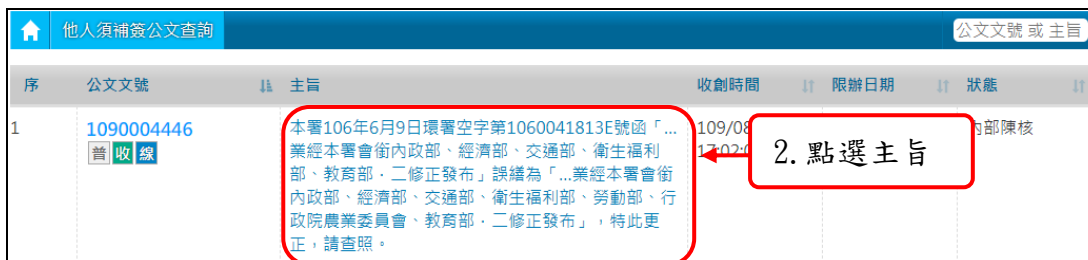 他人須補簽公文查詢
公文文號 或 主旨
序 公文文號 主旨 收創時間 限辦日期 狀態
1 1090004446 本署106年6月9日環署空字第1060041813E號函「... 109/08 內部陳核
普 收 線 業經本署會銜內政部、經濟部、交通部、衛生福利 17:02:0
部、教育部．二修正發布」誤繕為「...業經本署會銜
內政部、經濟部、交通部、衛生福利部、勞動部、行
政院農業委員會、教育部．二修正發布」，特此更
正，請查照。
2. 點選主旨